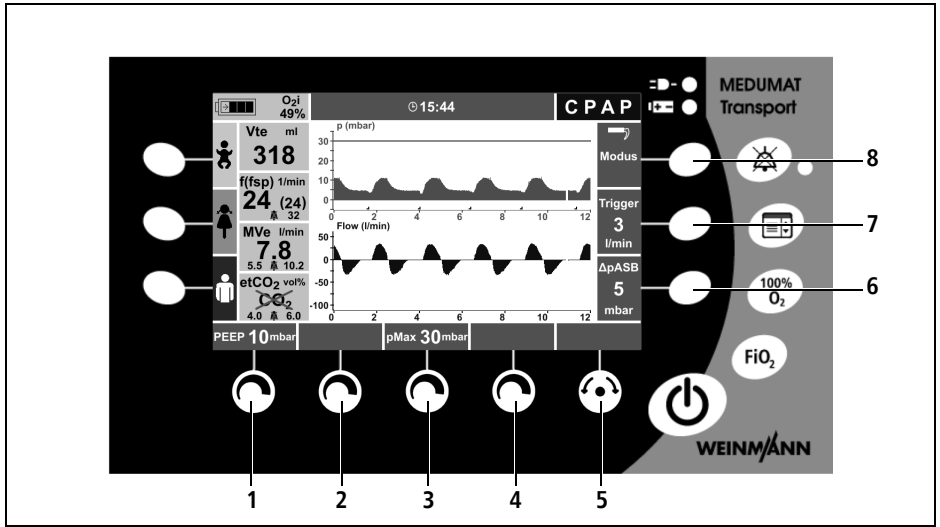 MEDUMAT
Transport
O₂i
49%
15:44
CPAP
Vte ml
318
f(fsp) 1/min
24 (24)
32
MVe l/min
7.8
5.5 10.2
etCO₂ vol%
CO₂
4.0 6.0
p (mbar)
30
20
10
0
0 2 4 6 8 10 12
Flow (l/min)
50
0
-50
-100
0 2 4 6 8 10 12
Modus
Trigger
3
l/min
ΔpASB
5
mbar
PEEP 10 mbar
pMax 30 mbar
100%
O₂
FiO₂
WEINMANN
8
7
6
1 2 3 4 5